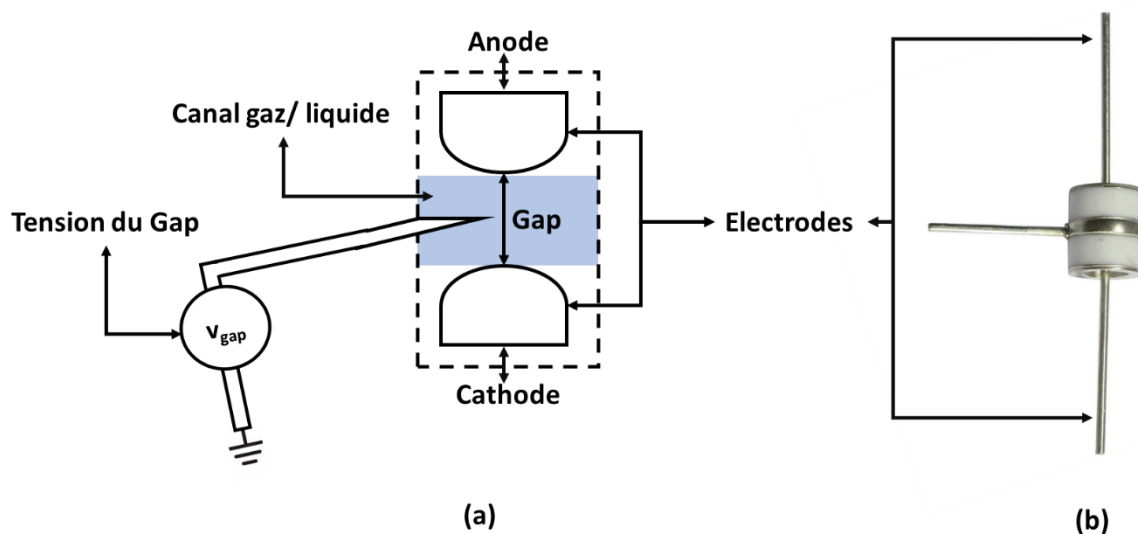 Anode
Canal gaz/ liquide
Tension du Gap
Gap
Electrodes
vgap
Cathode
(a)
(b)